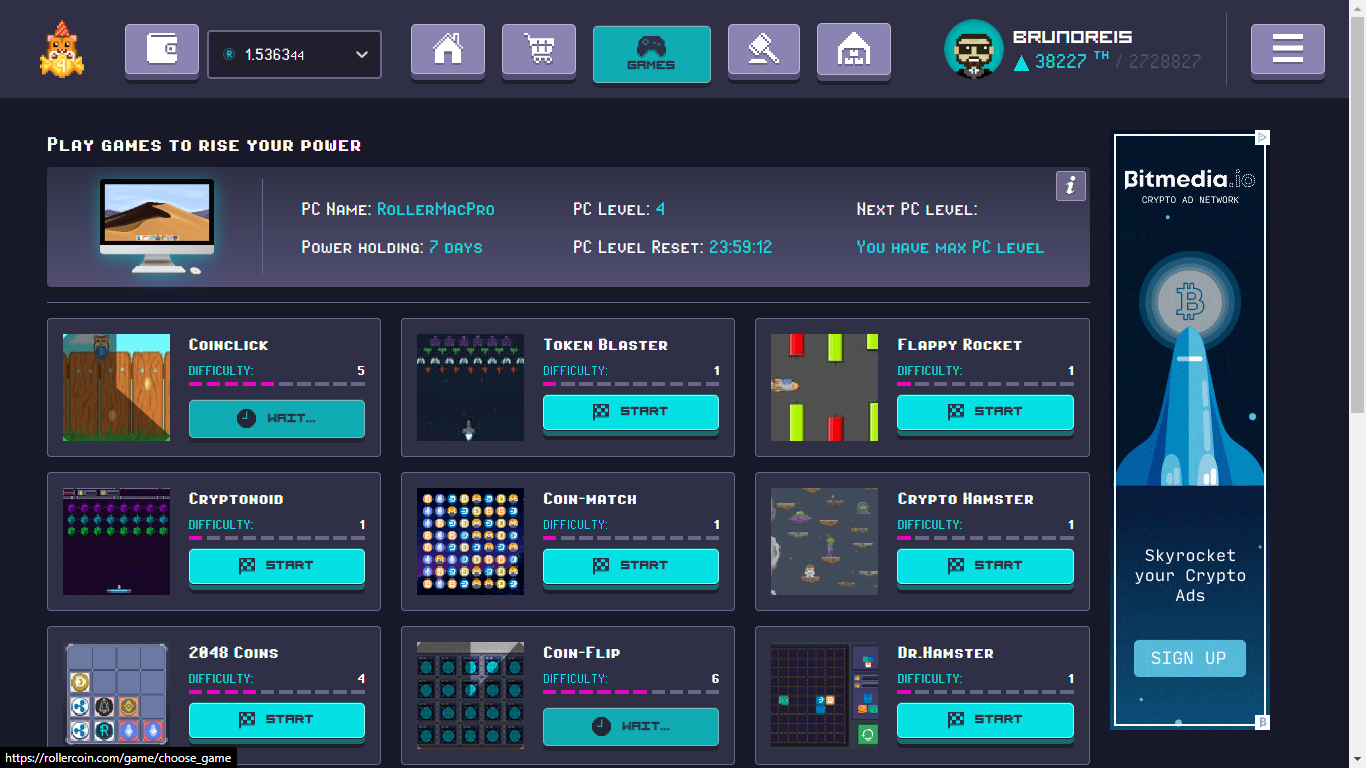 1.536344
GAMES
BRUNOREIS
38227 TH / 2728827
Play games to rise your power
PC Name: RollerMacPro
PC Level: 4
Next PC level:
Power holding: 7 days
PC Level Reset: 23:59:12
You have max PC level
i
Coinclick
Difficulty: 5
WAIT...
Token Blaster
Difficulty: 1
START
Flappy Rocket
Difficulty: 1
START
Cryptonoid
Difficulty: 1
START
Coin-match
Difficulty: 1
START
Crypto Hamster
Difficulty: 1
START
2048 Coins
Difficulty: 4
START
Coin-Flip
Difficulty: 6
WAIT...
Dr.Hamster
Difficulty: 1
START
Bitmedia.io
CRYPTO AD NETWORK
Skyrocket
your Crypto
Ads
SIGN UP
https://rollercoin.com/game/choose_game